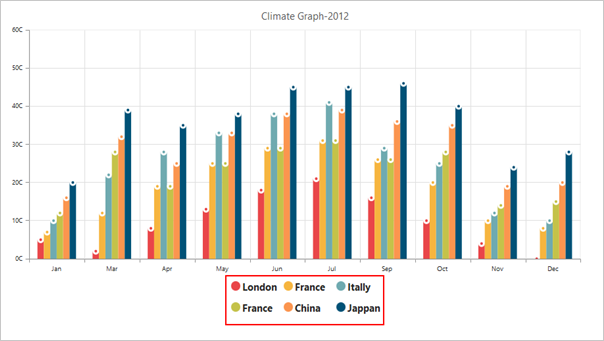 Climate Graph-2012
60C
50C
40C
30C
20C
10C
0C
Jan Mar Apr May Jun Jul Sep Oct Nov Dec
London France Itally
France China Jappan